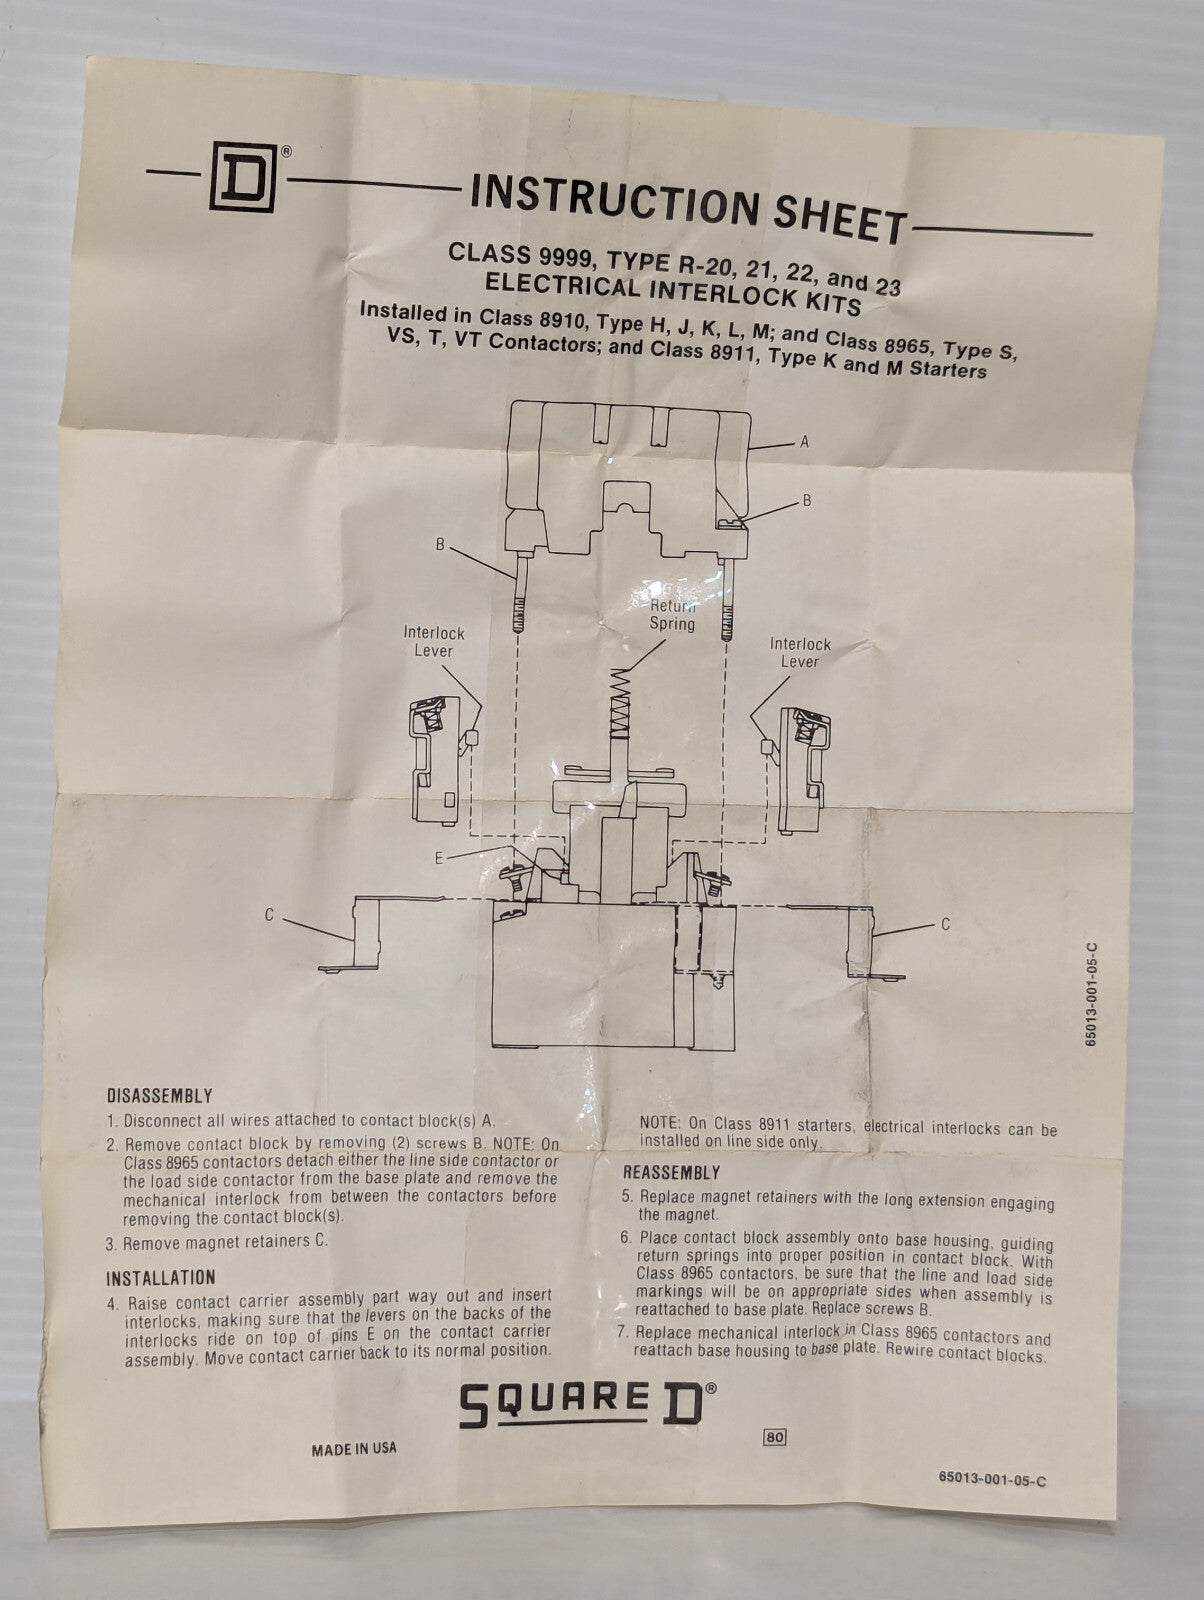 D®
INSTRUCTION SHEET
CLASS 9999, TYPE R-20, 21, 22, and 23
ELECTRICAL INTERLOCK KITS
Installed in Class 8910, Type H, J, K, L, M; and Class 8965, Type S,
VS, T, VT Contactors; and Class 8911, Type K and M Starters
A
B
B
Return
Spring
Interlock
Lever
Interlock
Lever
E
C
C
65013-001-05-C
DISASSEMBLY
1. Disconnect all wires attached to contact block(s) A.
2. Remove contact block by removing (2) screws B. NOTE: On
Class 8965 contactors detach either the line side contactor or
the load side contactor from the base plate and remove the
mechanical interlock from between the contactors before
removing the contact block(s).
3. Remove magnet retainers C.
INSTALLATION
4. Raise contact carrier assembly part way out and insert
interlocks, making sure that the levers on the backs of the
interlocks ride on top of pins E on the contact carrier
assembly. Move contact carrier back to its normal position.
NOTE: On Class 8911 starters, electrical interlocks can be
installed on line side only.
REASSEMBLY
5. Replace magnet retainers with the long extension engaging
the magnet.
6. Place contact block assembly onto base housing, guiding
return springs into proper position in contact block. With
Class 8965 contactors, be sure that the line and load side
markings will be on appropriate sides when assembly is
reattached to base plate. Replace screws B.
7. Replace mechanical interlock in Class 8965 contactors and
reattach base housing to base plate. Rewire contact blocks.
SQUARE D®
MADE IN USA
80
65013-001-05-C